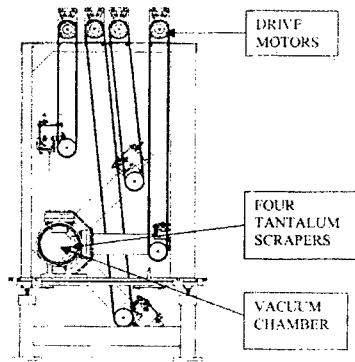 DRIVE
MOTORS
FOUR
TANTALUM
SCRAPERS
VACUUM
CHAMBER